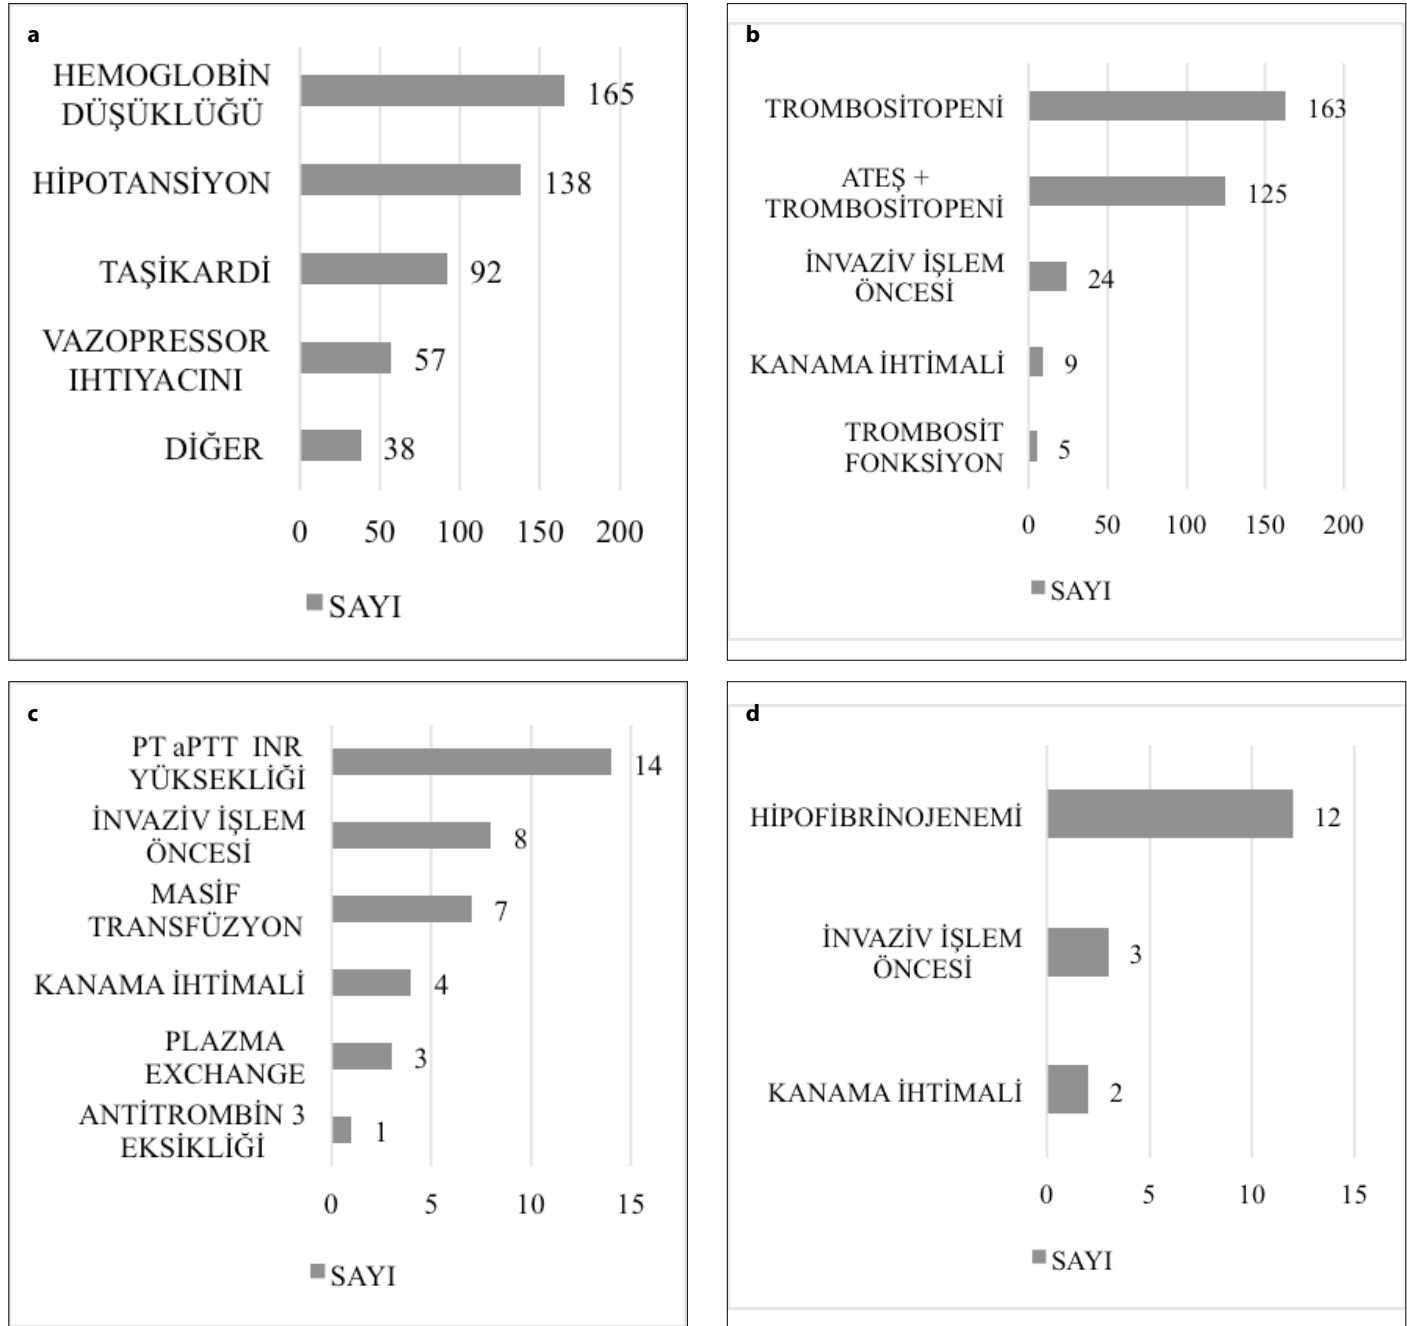 a
HEMOGLOBİN
DÜŞÜKLÜĞÜ
165
HİPOTANSİYON
138
TAŞİKARDİ
92
VAZOPRESSOR
IHTIYACINI
57
DİĞER
38
0 50 100 150 200
SAYI
b
TROMBOSİTOPENİ
163
ATEŞ +
TROMBOSİTOPENİ
125
İNVAZİV İŞLEM
ÖNCESİ
24
KANAMA İHTİMALİ
9
TROMBOSİT
FONKSİYON
5
0 50 100 150 200
SAYI
c
PT aPTT INR
YÜKSEKLİĞİ
14
İNVAZİV İŞLEM
ÖNCESİ
8
MASİF
TRANSFÜZYON
7
KANAMA İHTİMALİ
4
PLAZMA
EXCHANGE
3
ANTİTROMBİN 3
EKSİKLİĞİ
1
0 5 10 15
SAYI
d
HİPOFİBRİNOJENEMİ
12
İNVAZİV İŞLEM
ÖNCESİ
3
KANAMA İHTİMALİ
2
0 5 10 15
SAYI